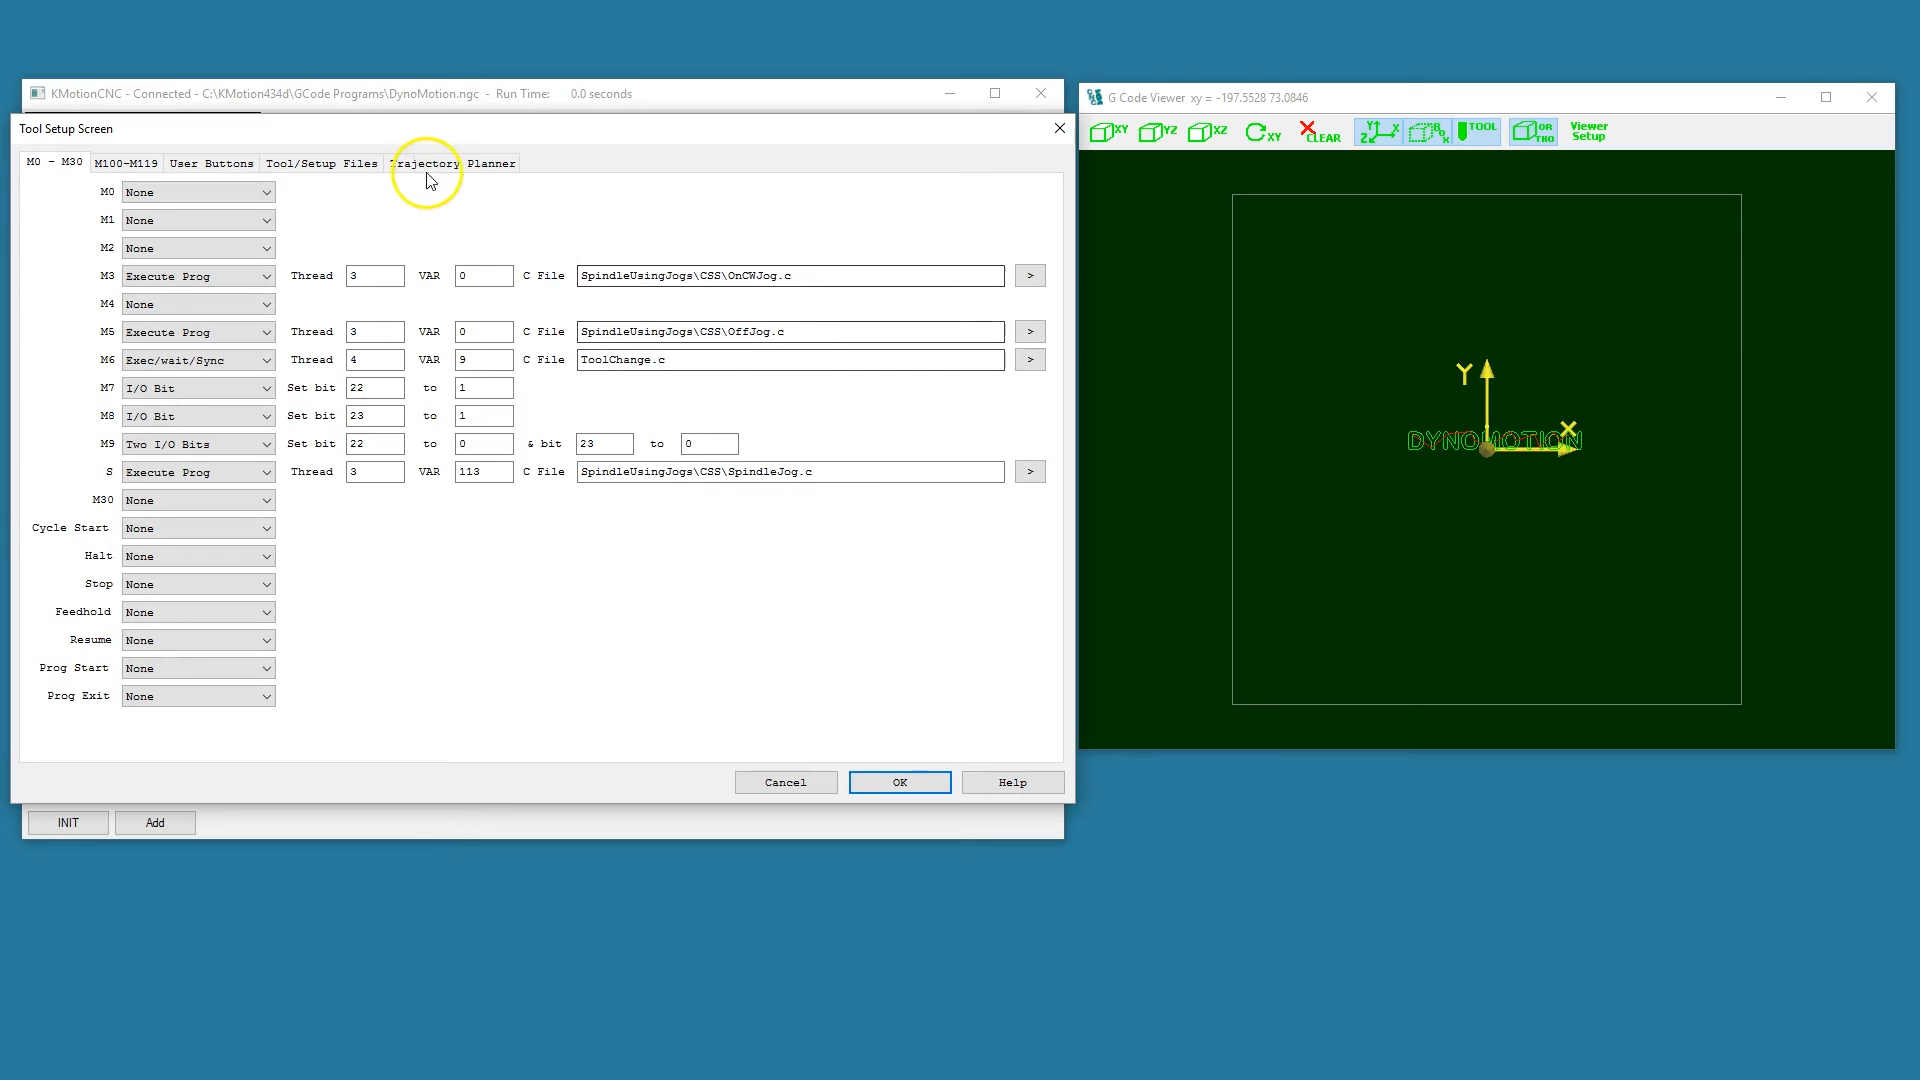 KMotionCNC - Connected - C:\KMotion434d\GCode Programs\DynoMotion.ngc - Run Time: 0.0 seconds
Tool Setup Screen
M0 - M30 M100-M119 User Buttons Tool/Setup Files Trajectory Planner
M0 None
M1 None
M2 None
M3 Execute Prog Thread 3 VAR 0 C File SpindleUsingJogs\CSS\OnCWJog.c >
M4 None
M5 Execute Prog Thread 3 VAR 0 C File SpindleUsingJogs\CSS\OffJog.c >
M6 Exec/wait/Sync Thread 4 VAR 9 C File ToolChange.c >
M7 I/O Bit Set bit 22 to 1
M8 I/O Bit Set bit 23 to 1
M9 Two I/O Bits Set bit 22 to 0 & bit 23 to 0
S Execute Prog Thread 3 VAR 113 C File SpindleUsingJogs\CSS\SpindleJog.c >
M30 None
Cycle Start None
Halt None
Stop None
Feedhold None
Resume None
Prog Start None
Prog Exit None
Cancel OK Help
INIT Add
G Code Viewer xy = -197.5528 73.0846
XY YZ XZ XY CLEAR Y X Z BOX TOOL ORTHO Viewer Setup
Y
X
DYNOMOTION